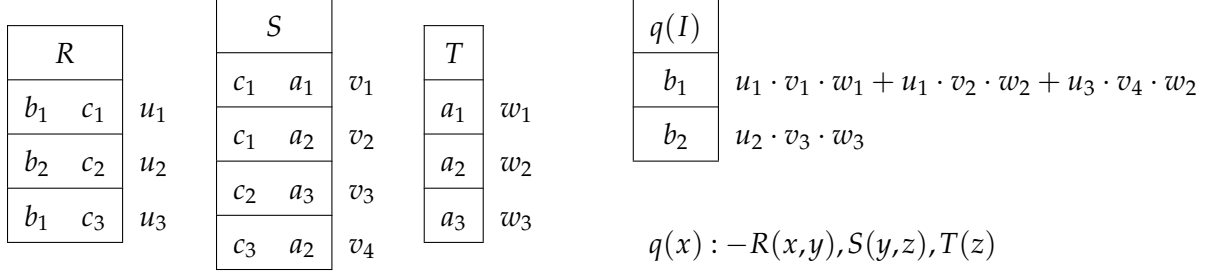 R
b₁ c₁ u₁
b₂ c₂ u₂
b₁ c₃ u₃
S
c₁ a₁ v₁
c₁ a₂ v₂
c₂ a₃ v₃
c₃ a₂ v₄
T
a₁ w₁
a₂ w₂
a₃ w₃
q(I)
b₁ u₁ · v₁ · w₁ + u₁ · v₂ · w₂ + u₃ · v₄ · w₂
b₂ u₂ · v₃ · w₃
q(x) : −R(x,y), S(y,z), T(z)